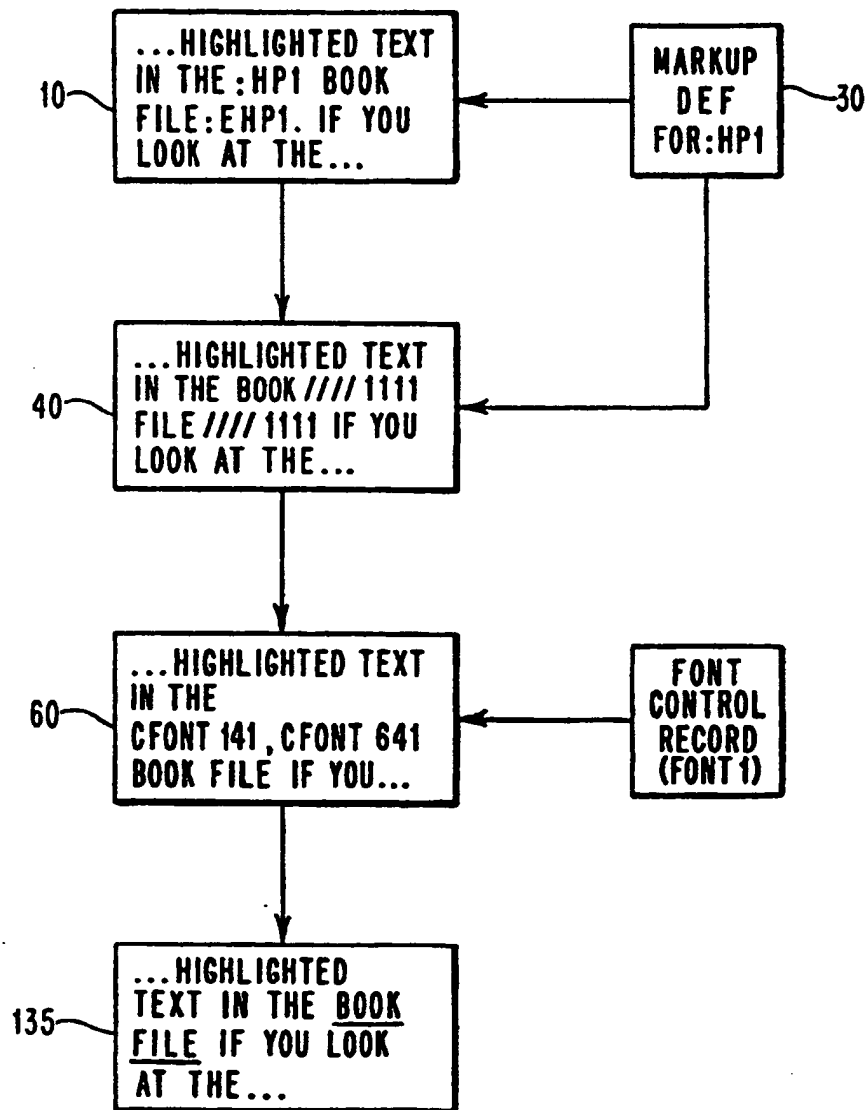 ...HIGHLIGHTED TEXT
IN THE :HP1 BOOK
FILE:EHP1. IF YOU
LOOK AT THE...
10
MARKUP
DEF
FOR:HP1
30
...HIGHLIGHTED TEXT
IN THE BOOK //// 1111
FILE //// 1111 IF YOU
LOOK AT THE...
40
...HIGHLIGHTED TEXT
IN THE
CFONT 141, CFONT 641
BOOK FILE IF YOU...
60
FONT
CONTROL
RECORD
(FONT 1)
...HIGHLIGHTED
TEXT IN THE BOOK
FILE IF YOU LOOK
AT THE...
135